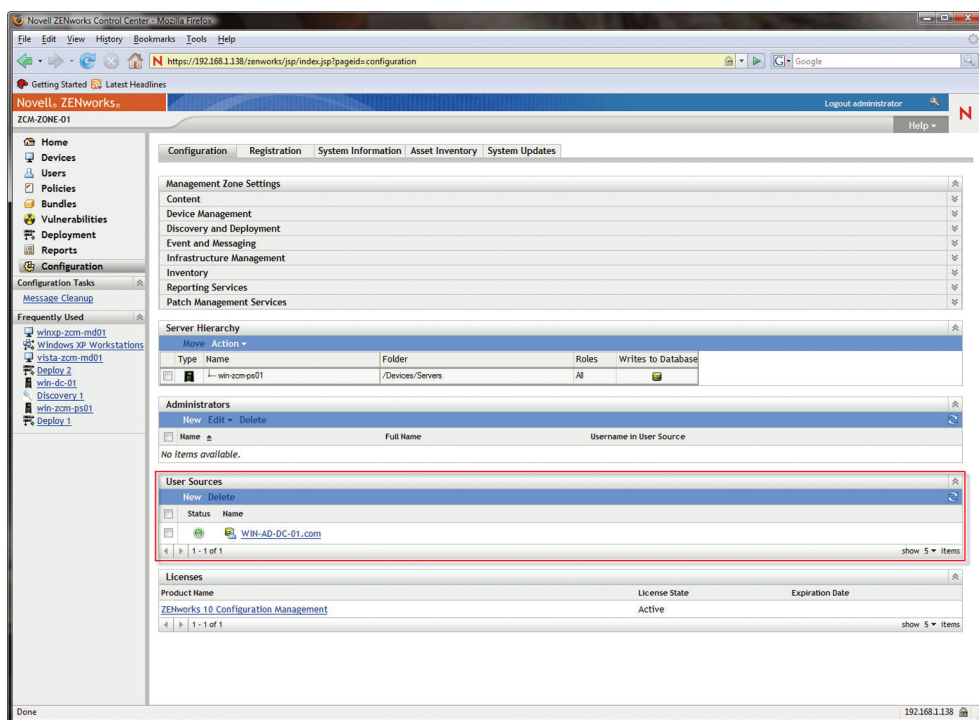 Novell ZENworks Control Center - Mozilla Firefox
File Edit View History Bookmarks Tools Help
N https://192.168.1.138/zenworks/jsp/index.jsp?pageid=configuration
G Google
Getting Started Latest Headlines
Novell® ZENworks®
Logout administrator
N
ZCM-ZONE-01
Help
Home
Devices
Users
Policies
Bundles
Vulnerabilities
Deployment
Reports
Configuration
Configuration Tasks
Message Cleanup
Frequently Used
winxp-zcm-md01
Windows XP Workstations
vista-zcm-md01
Deploy 2
win-dc-01
Discovery 1
win-zcm-ps01
Deploy 1
Configuration Registration System Information Asset Inventory System Updates
Management Zone Settings
Content
Device Management
Discovery and Deployment
Event and Messaging
Infrastructure Management
Inventory
Reporting Services
Patch Management Services
Server Hierarchy
Move Action
Type Name Folder Roles Writes to Database
win-zcm-ps01 /Devices/Servers All
Administrators
New Edit Delete
Name Full Name Username in User Source
No items available.
User Sources
New Delete
Status Name
WIN-AD-DC-01.com
1 - 1 of 1 show 5 items
Licenses
Product Name License State Expiration Date
ZENworks 10 Configuration Management Active
1 - 1 of 1 show 5 items
Done 192.168.1.138